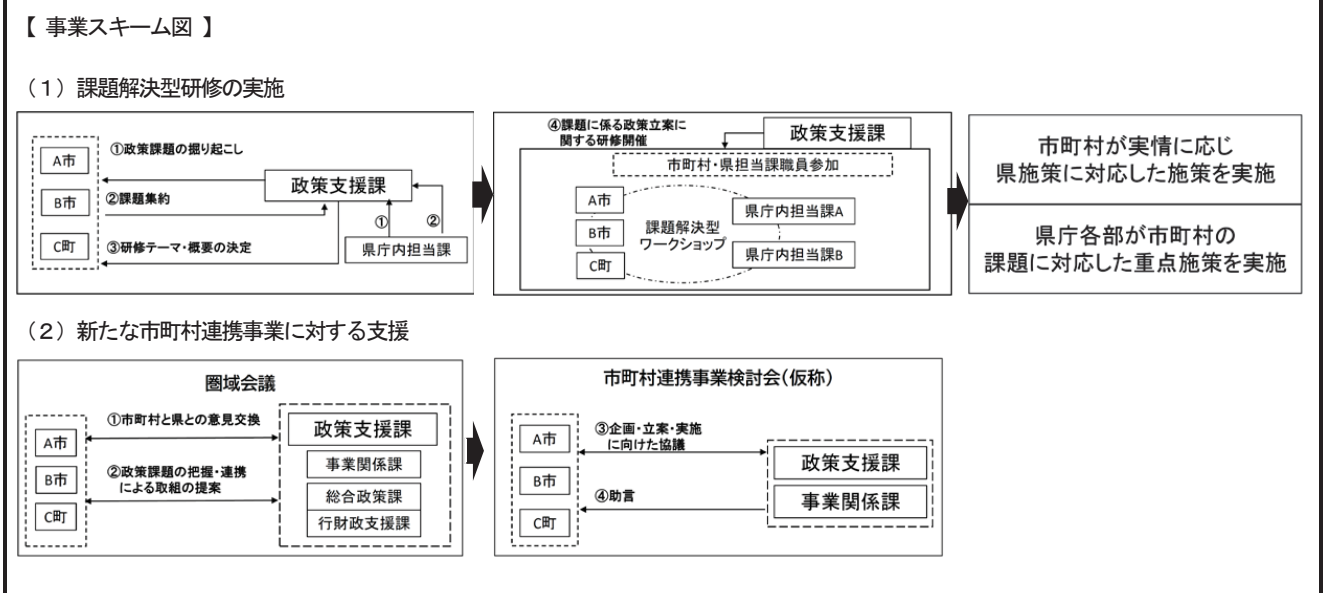 【 事業スキーム図 】
（１）課題解決型研修の実施
A市
B市
C町
①政策課題の掘り起こし
②課題集約
③研修テーマ・概要の決定
政策支援課
①
②
県庁内担当課
④課題に係る政策立案に
関する研修開催
政策支援課
市町村・県担当課職員参加
A市
B市
C町
課題解決型
ワークショップ
県庁内担当課A
県庁内担当課B
市町村が実情に応じ
県施策に対応した施策を実施
県庁各部が市町村の
課題に対応した重点施策を実施
（２）新たな市町村連携事業に対する支援
圏域会議
A市
B市
C町
①市町村と県との意見交換
②政策課題の把握・連携
による取組の提案
政策支援課
事業関係課
総合政策課
行財政支援課
市町村連携事業検討会（仮称）
A市
B市
C町
③企画・立案・実施
に向けた協議
④助言
政策支援課
事業関係課